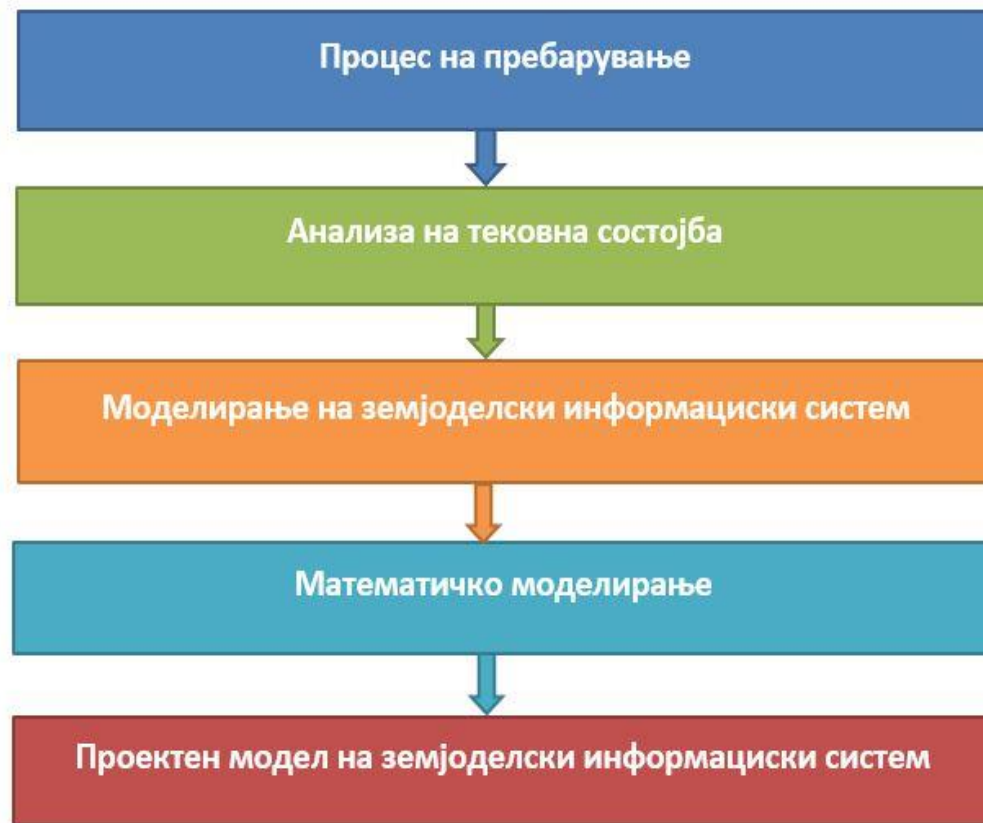 Процес на пребарување
Анализа на тековна состојба
Моделирање на земјоделски информациски систем
Математичко моделирање
Проектен модел на земјоделски информациски систем